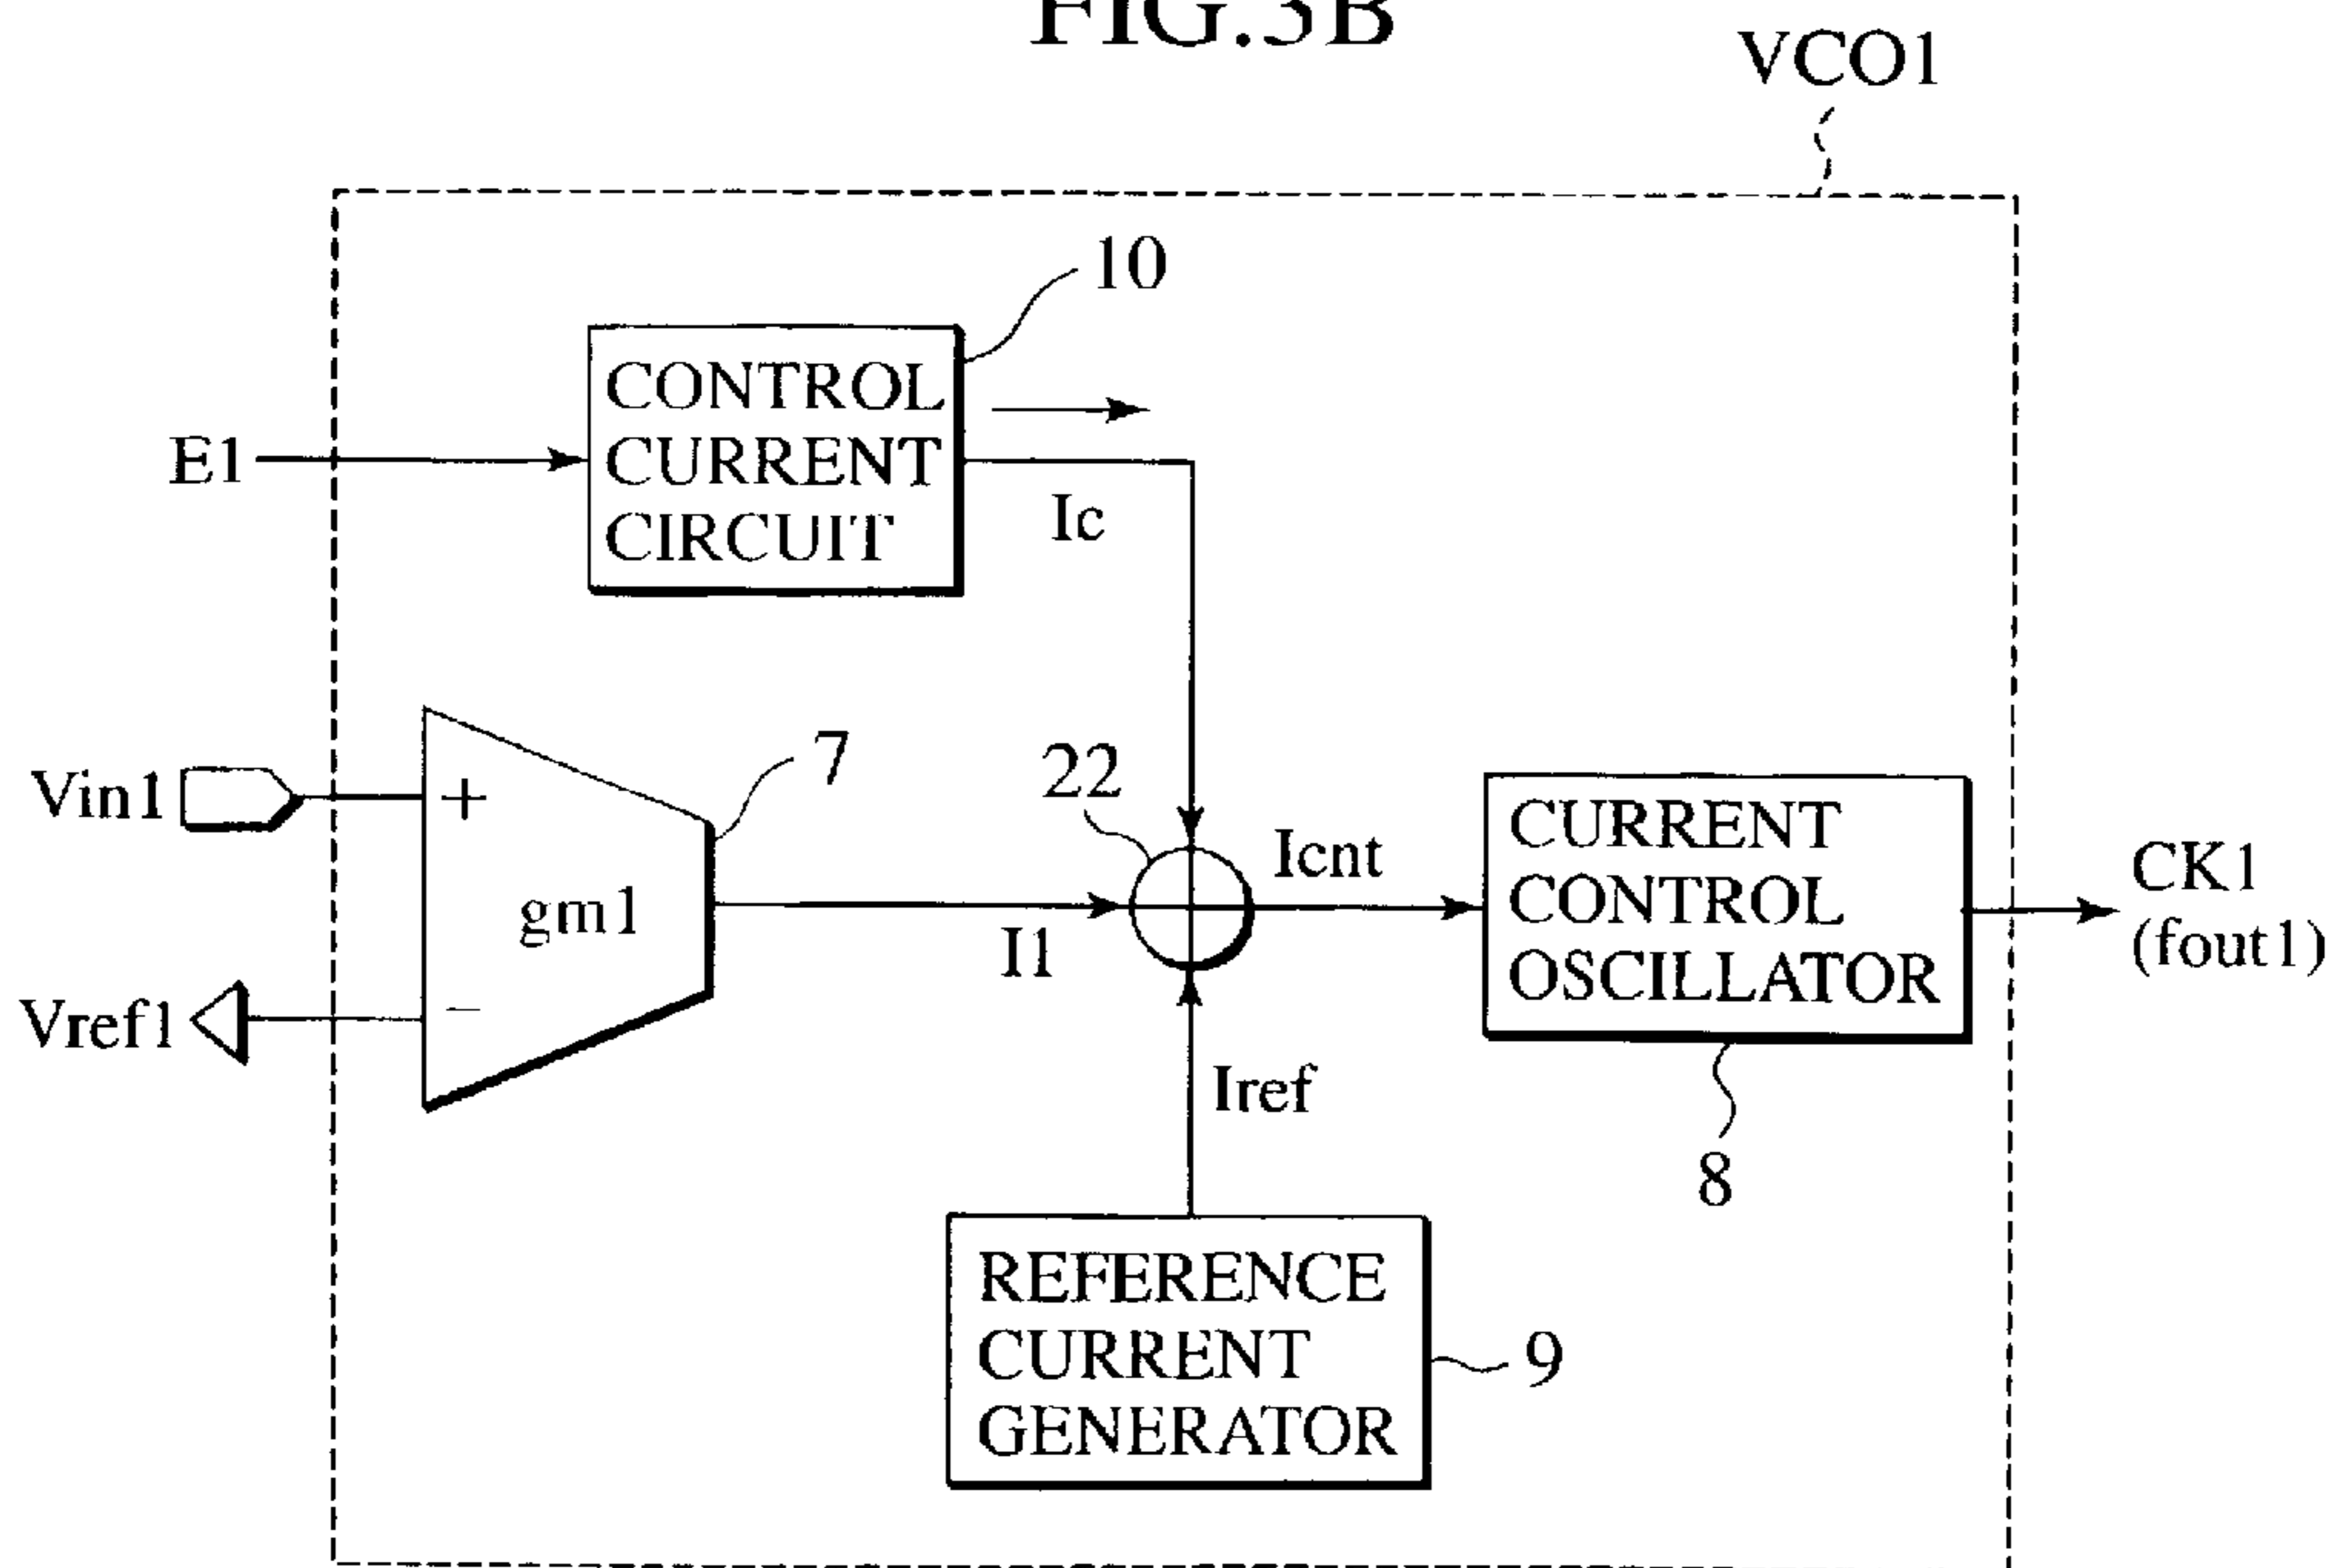 FIG.3B
VCO1
10
CONTROL
CURRENT
CIRCUIT
E1
Ic
Vin1
+
7
gm1
22
Icnt
I1
CURRENT
CONTROL
OSCILLATOR
CK1
(fout1)
Vref1
−
Iref
8
REFERENCE
CURRENT
GENERATOR
9